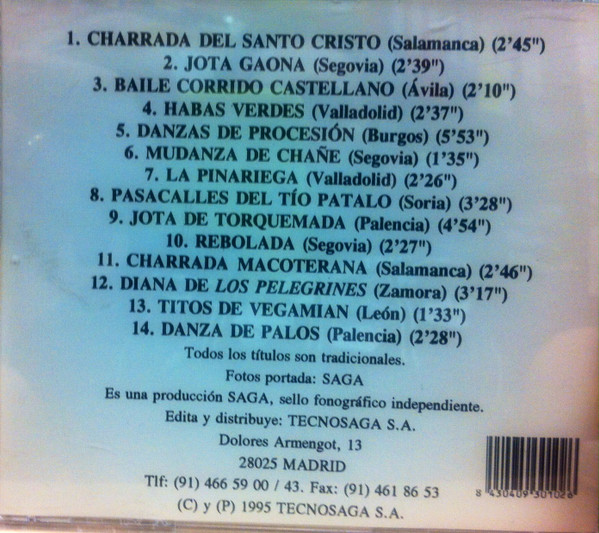 1. CHARRADA DEL SANTO CRISTO (Salamanca) (2'45")
2. JOTA GAONA (Segovia) (2'39")
3. BAILE CORRIDO CASTELLANO (Ávila) (2'10")
4. HABAS VERDES (Valladolid) (2'37")
5. DANZAS DE PROCESIÓN (Burgos) (5'53")
6. MUDANZA DE CHAÑE (Segovia) (1'35")
7. LA PINARIEGA (Valladolid) (2'26")
8. PASACALLES DEL TÍO PATALO (Soria) (3'28")
9. JOTA DE TORQUEMADA (Palencia) (4'54")
10. REBOLADA (Segovia) (2'27")
11. CHARRADA MACOTERANA (Salamanca) (2'46")
12. DIANA DE LOS PELEGRINES (Zamora) (3'17")
13. TITOS DE VEGAMIAN (León) (1'33")
14. DANZA DE PALOS (Palencia) (2'28")
Todos los títulos son tradicionales.
Fotos portada: SAGA
Es una producción SAGA, sello fonográfico independiente.
Edita y distribuye: TECNOSAGA S.A.
Dolores Armengot, 13
28025 MADRID
Tlf: (91) 466 59 00 / 43. Fax: (91) 461 86 53
(C) y (P) 1995 TECNOSAGA S.A.
8 430409 301026